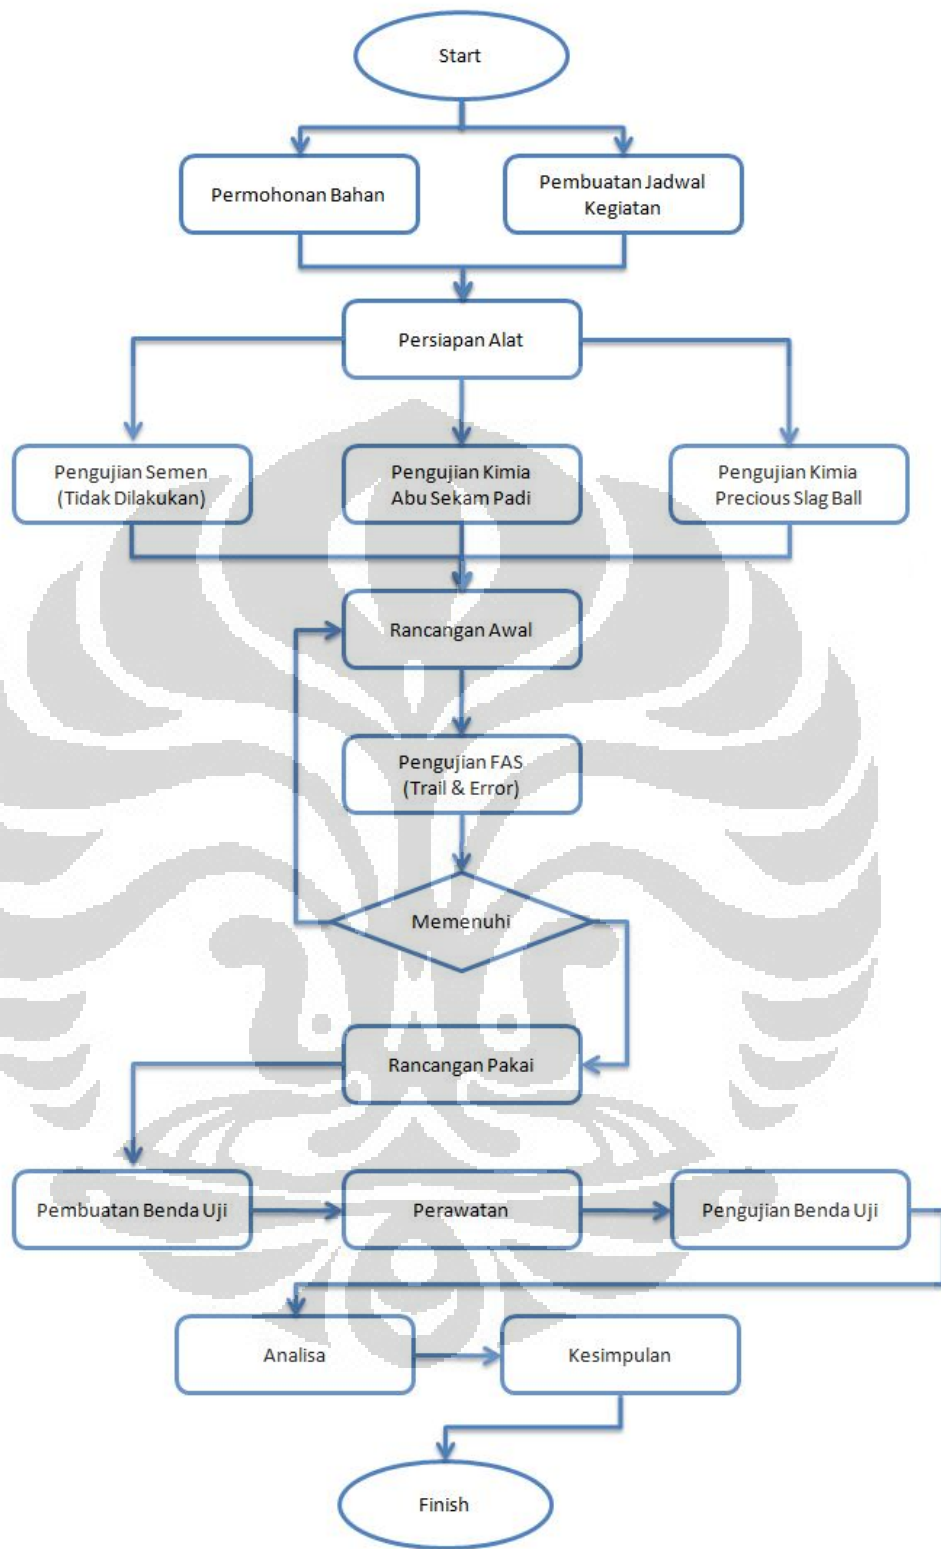 Start
Permohonan Bahan
Pembuatan Jadwal
Kegiatan
Persiapan Alat
Pengujian Semen
(Tidak Dilakukan)
Pengujian Kimia
Abu Sekam Padi
Pengujian Kimia
Precious Slag Ball
Rancangan Awal
Pengujian FAS
(Trail & Error)
Memenuhi
Rancangan Pakai
Pembuatan Benda Uji
Perawatan
Pengujian Benda Uji
Analisa
Kesimpulan
Finish